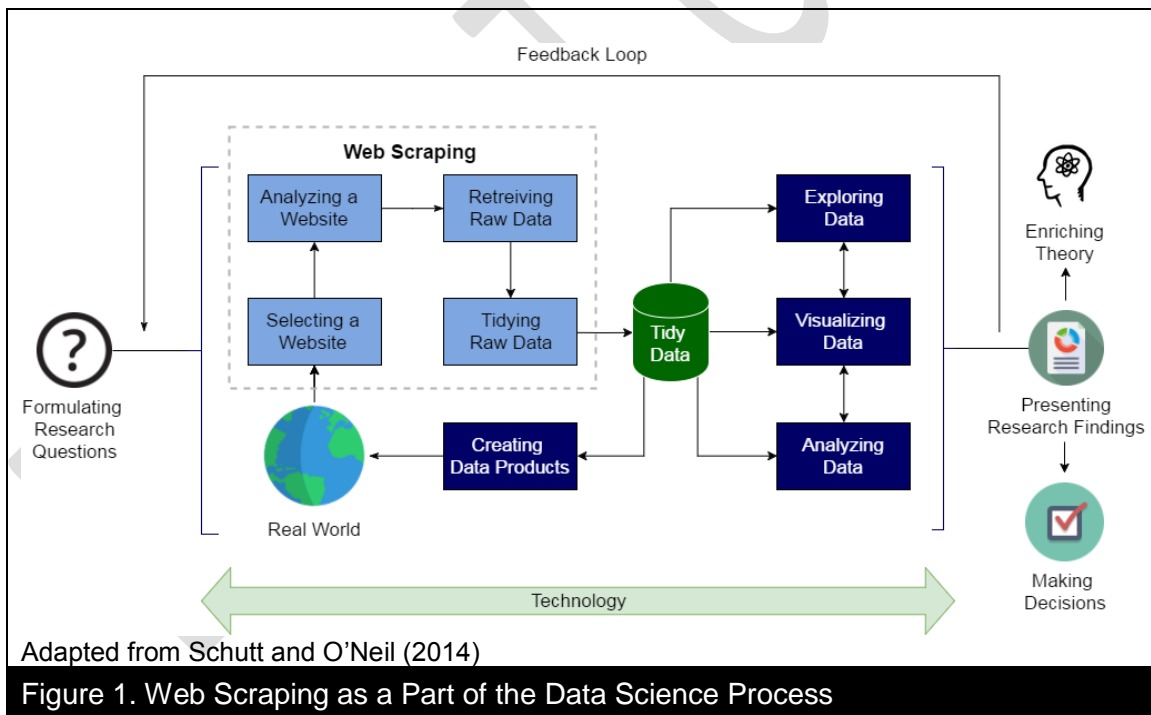 Feedback Loop
Web Scraping
Analyzing a
Website
Retreiving
Raw Data
Exploring
Data
Enriching
Theory
Selecting a
Website
Tidying
Raw Data
Tidy
Data
Visualizing
Data
Formulating
Research
Questions
Presenting
Research Findings
Creating
Data Products
Analyzing
Data
Real World
Making
Decisions
Technology
Adapted from Schutt and O'Neil (2014)
Figure 1. Web Scraping as a Part of the Data Science Process